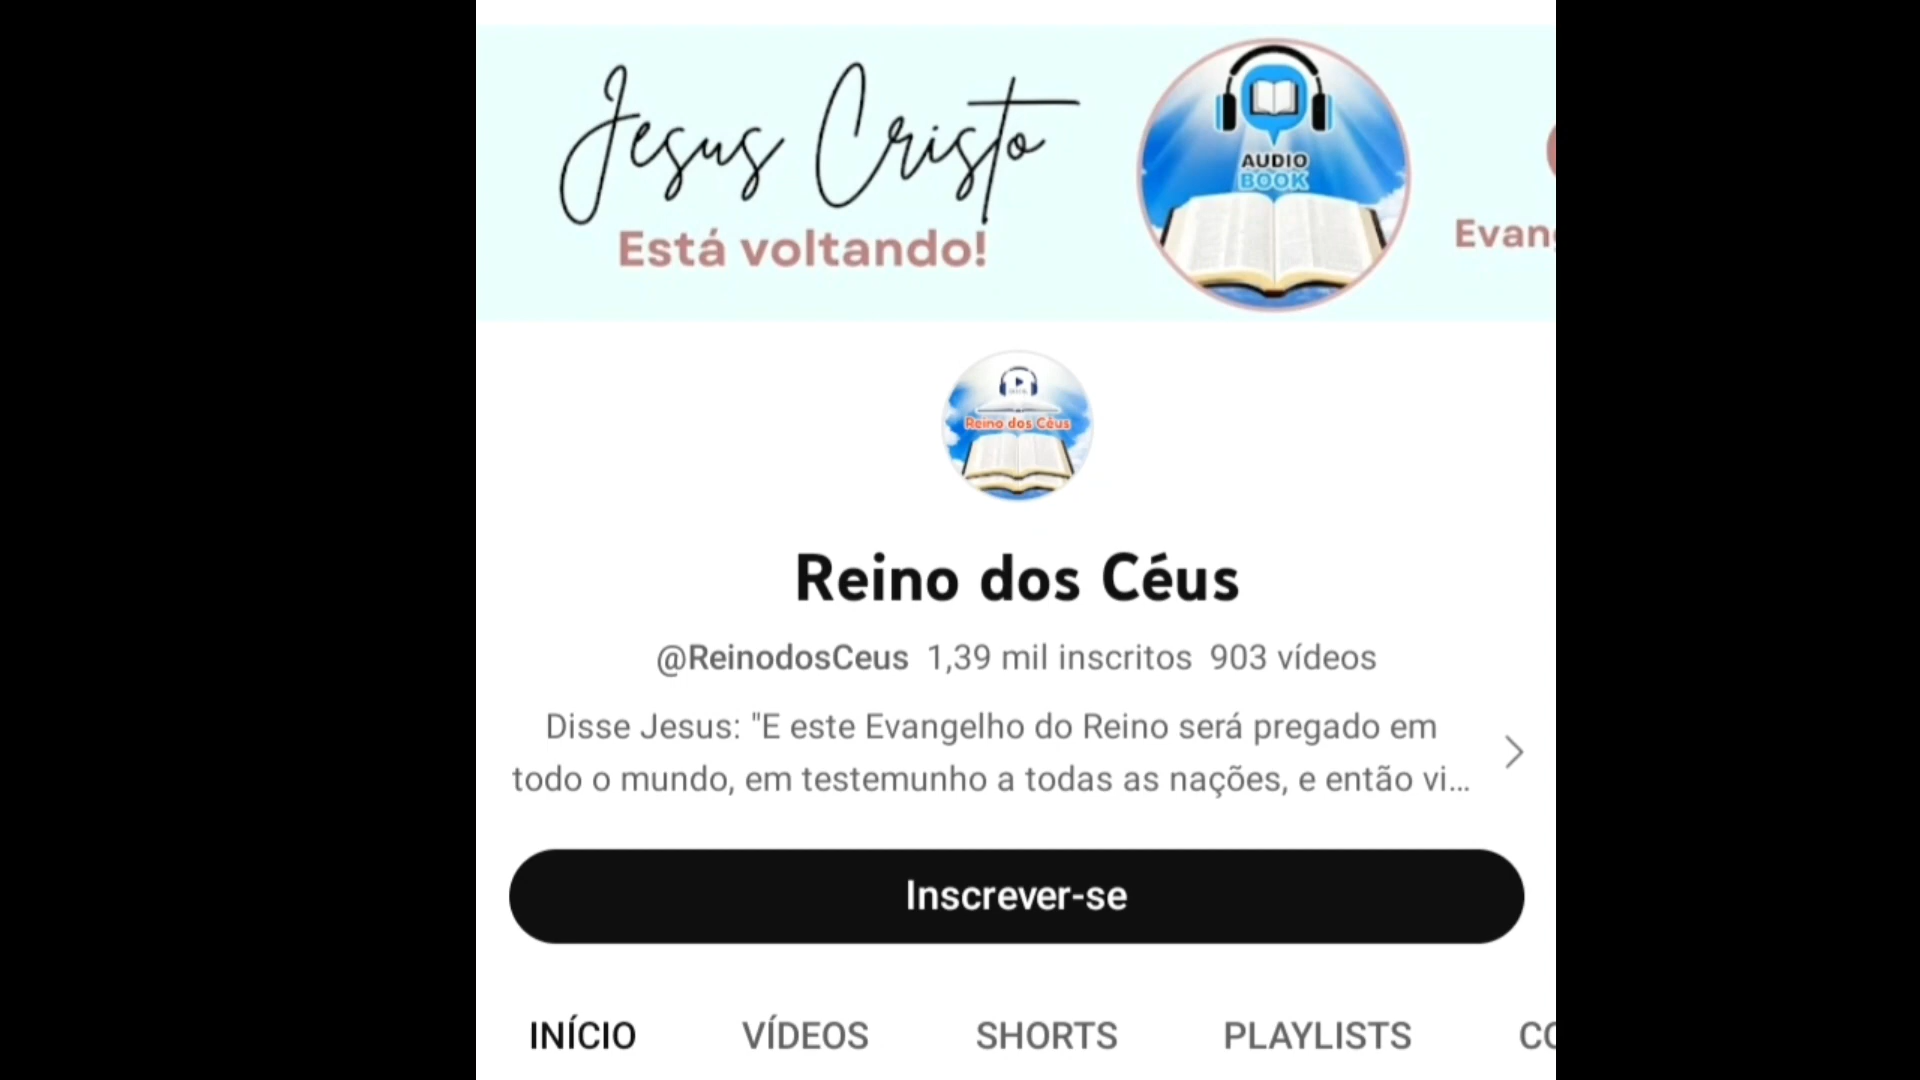 Jesus Cristo
Está voltando!
AUDIO
BOOK
Evang
Reino dos Céus
Reino dos Céus
@ReinodosCeus 1,39 mil inscritos 903 vídeos
Disse Jesus: "E este Evangelho do Reino será pregado em
todo o mundo, em testemunho a todas as nações, e então vi...
Inscrever-se
INÍCIO VÍDEOS SHORTS PLAYLISTS CO